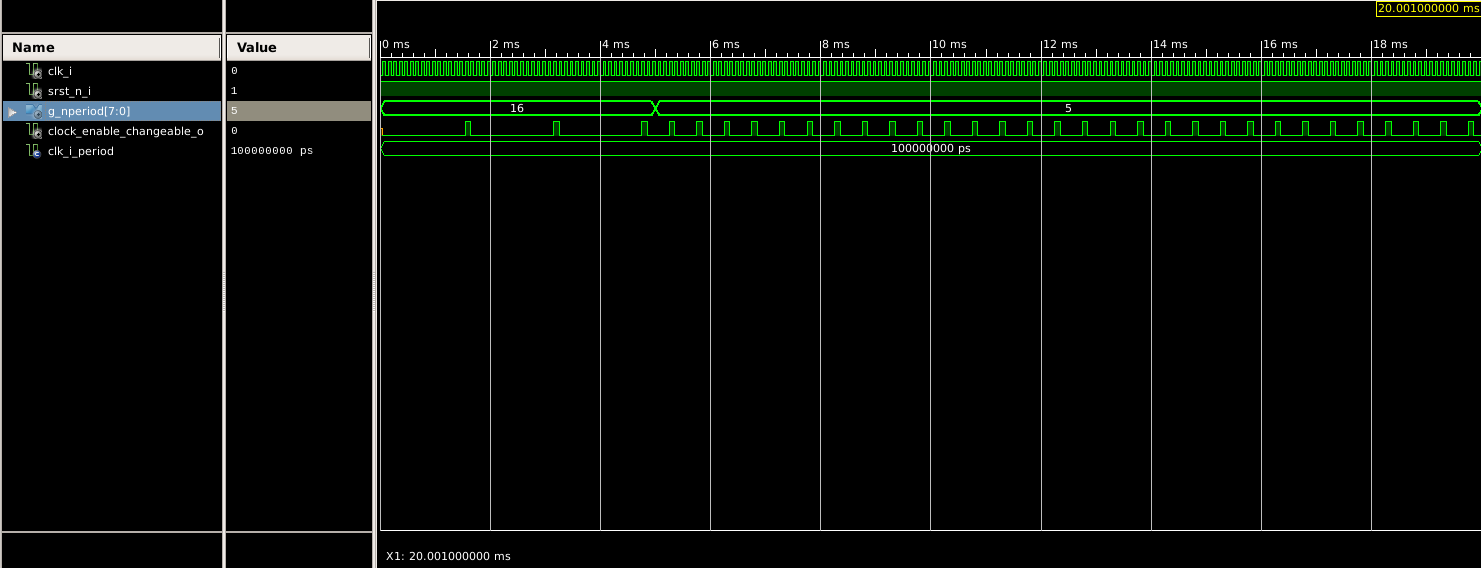 20.001000000 ms
Name Value 0 ms 2 ms 4 ms 6 ms 8 ms 10 ms 12 ms 14 ms 16 ms 18 ms
clk_i 0
srst_n_i 1
g_nperiod[7:0] 5 16 5
clock_enable_changeable_o 0
clk_i_period 100000000 ps 100000000 ps
X1: 20.001000000 ms